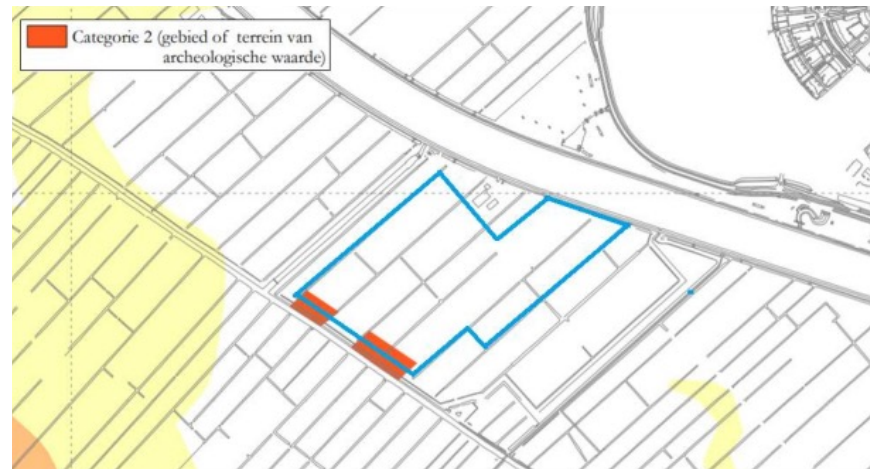 Categorie 2 (gebied of terrein van
archeologische waarde)